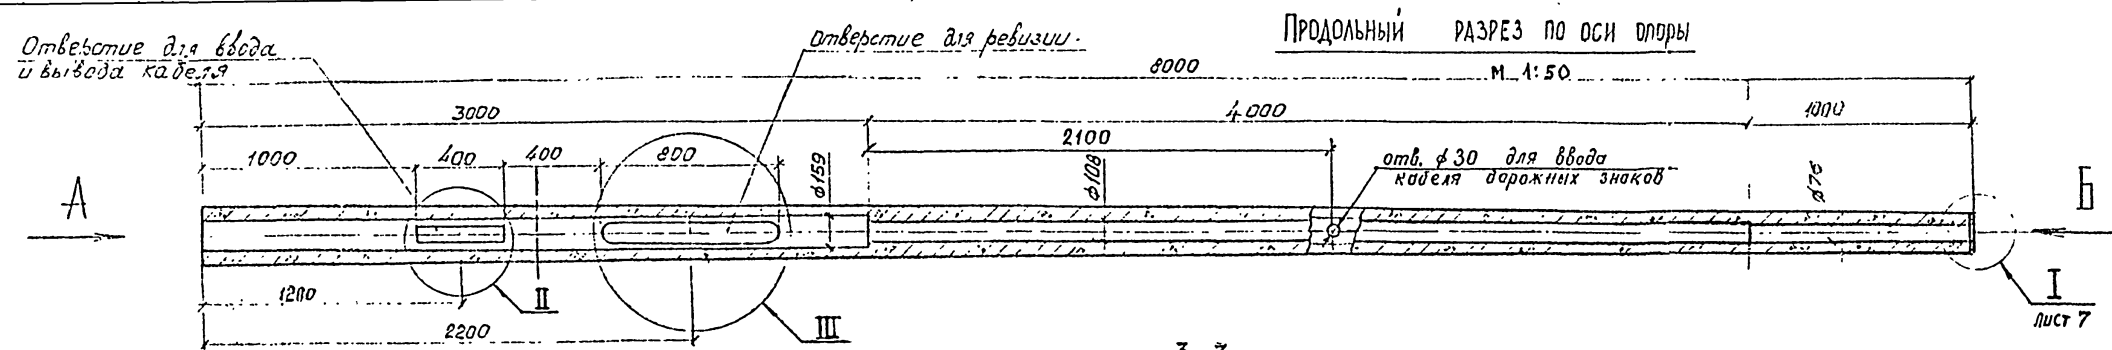 Продольный разрез по оси опоры
М 1:50
Отверстие для ввода
и вывода кабеля
Отверстие для ревизии.
8000
3000
4000
1000
2100
1000
400
400
800
ф159
ф108
отв. ф30 для ввода
кабеля дорожных знаков
ф76
А
Б
1200
II
2200
III
I
лист 7